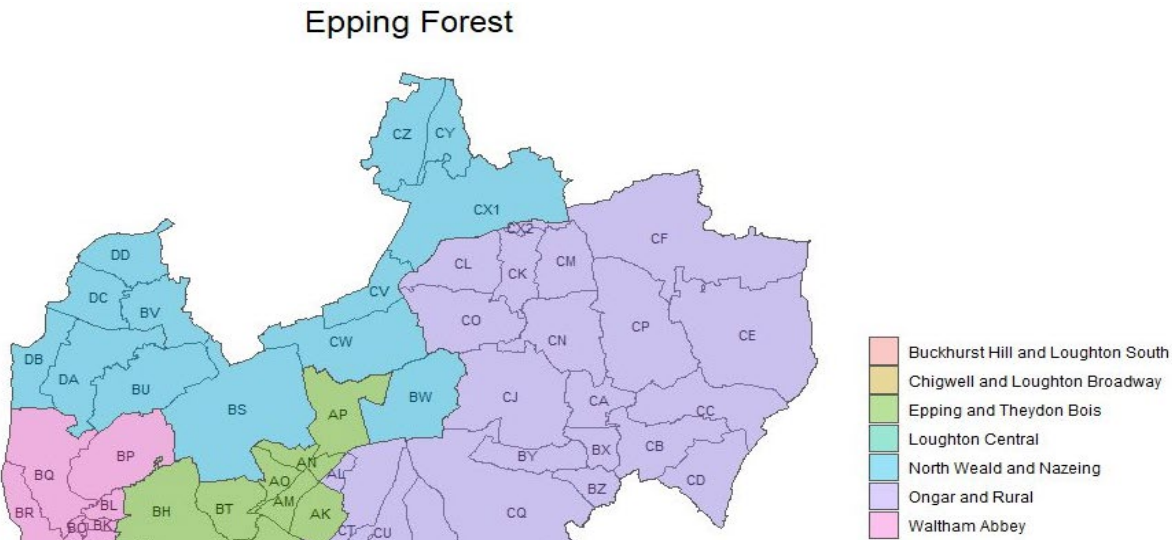 Epping Forest
CZ CY
CX1
CX2 CF
DD CL CK CM
DC BV CV
CO CP CE
DB CW CN
DA BU BW CJ CA
BS AP CC
BP AN BY BX CB
BQ AO AL BZ CD
BR BL BH BT AM AK CQ
BK CT CU
Buckhurst Hill and Loughton South
Chigwell and Loughton Broadway
Epping and Theydon Bois
Loughton Central
North Weald and Nazeing
Ongar and Rural
Waltham Abbey